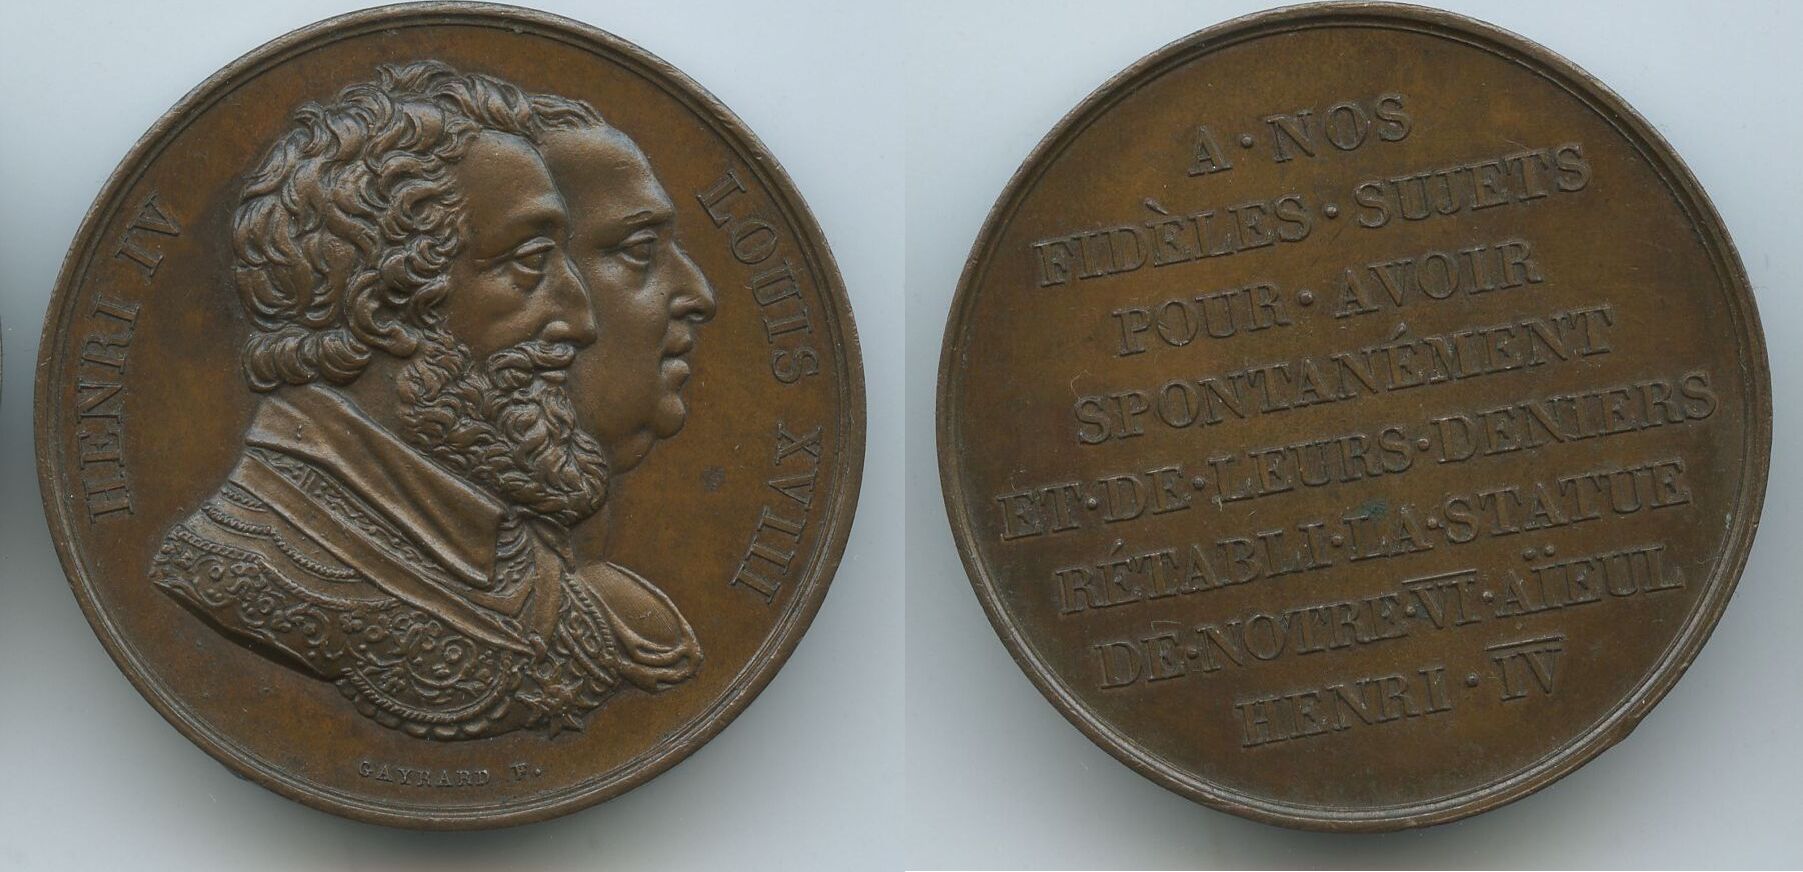 HENRI IV
LOUIS XVIII
GAYRARD F.
A·NOS
FIDÈLES·SUJETS
POUR·AVOIR
SPONTANÉMENT
ET·DE·LEURS·DENIERS
RÉTABLI·LA·STATUE
DE·NOTRE·VI·AÏEUL
HENRI·IV